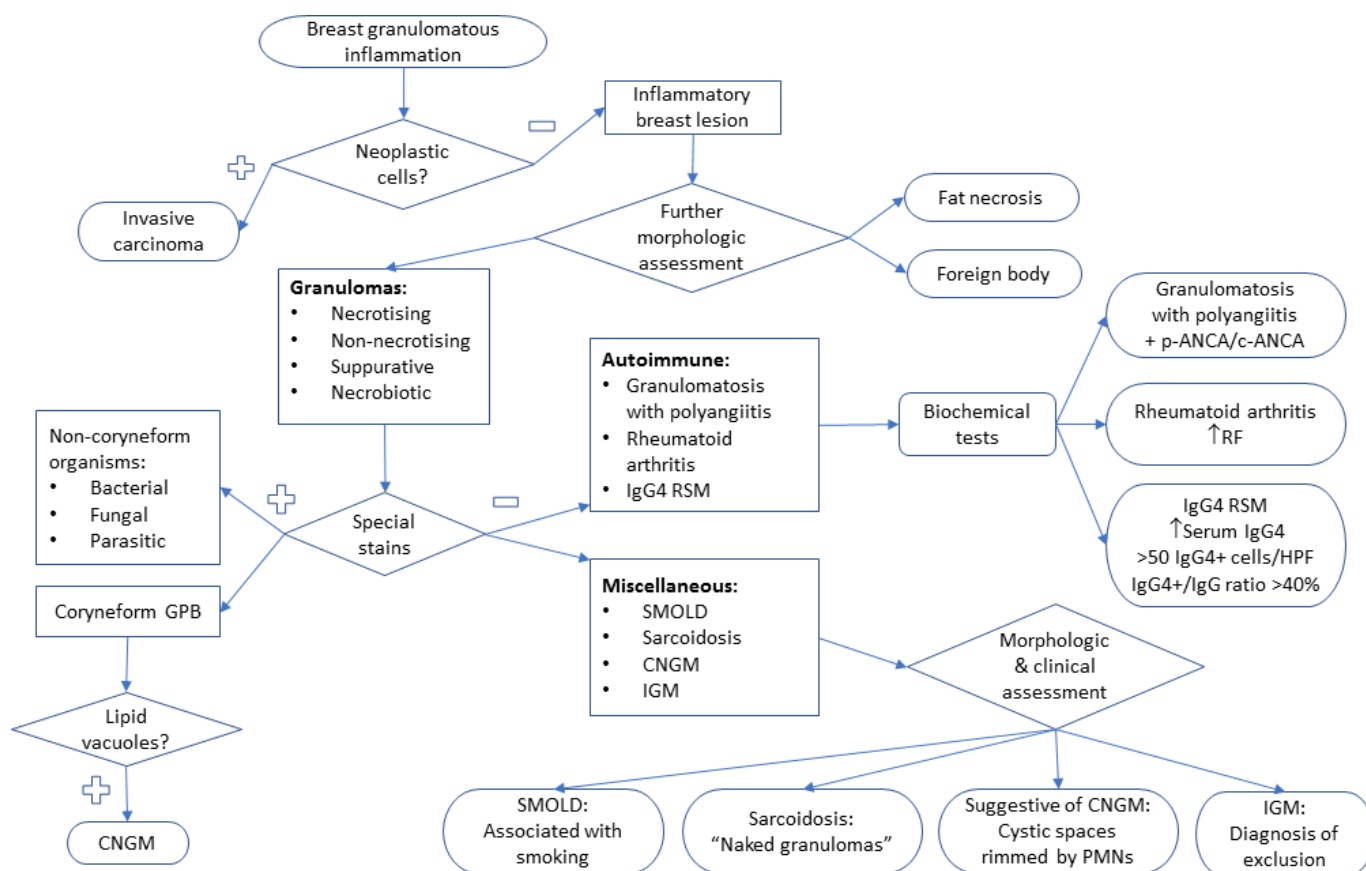 Breast granulomatous
inflammation
Neoplastic
cells?
Inflammatory
breast lesion
Invasive
carcinoma
Further
morphologic
assessment
Fat necrosis
Foreign body
Granulomas:
• Necrotising
• Non-necrotising
• Suppurative
• Necrobiotic
Autoimmune:
• Granulomatosis
with polyangiitis
• Rheumatoid
arthritis
• IgG4 RSM
Biochemical
tests
Granulomatosis
with polyangiitis
+ p-ANCA/c-ANCA
Rheumatoid arthritis
↑RF
IgG4 RSM
↑Serum IgG4
>50 IgG4+ cells/HPF
IgG4+/IgG ratio >40%
Non-coryneform
organisms:
• Bacterial
• Fungal
• Parasitic
Special
stains
Coryneform GPB
Miscellaneous:
• SMOLD
• Sarcoidosis
• CNGM
• IGM
Morphologic
& clinical
assessment
Lipid
vacuoles?
CNGM
SMOLD:
Associated with
smoking
Sarcoidosis:
“Naked granulomas”
Suggestive of CNGM:
Cystic spaces
rimmed by PMNs
IGM:
Diagnosis of
exclusion